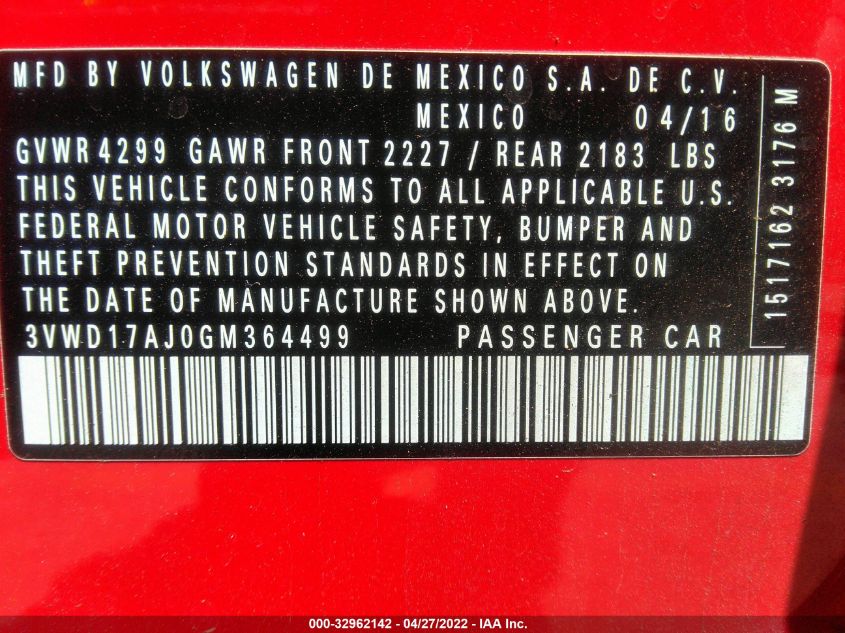 MFD BY VOLKSWAGEN DE MEXICO S.A. DE C.V.
MEXICO 04/16
GVWR 4299 GAWR FRONT 2227 / REAR 2183 LBS
THIS VEHICLE CONFORMS TO ALL APPLICABLE U.S.
FEDERAL MOTOR VEHICLE SAFETY, BUMPER AND
THEFT PREVENTION STANDARDS IN EFFECT ON
THE DATE OF MANUFACTURE SHOWN ABOVE.
3VWD17AJ0GM364499 PASSENGER CAR
1517162 3176 M
000-32962142 - 04/27/2022 - IAA Inc.